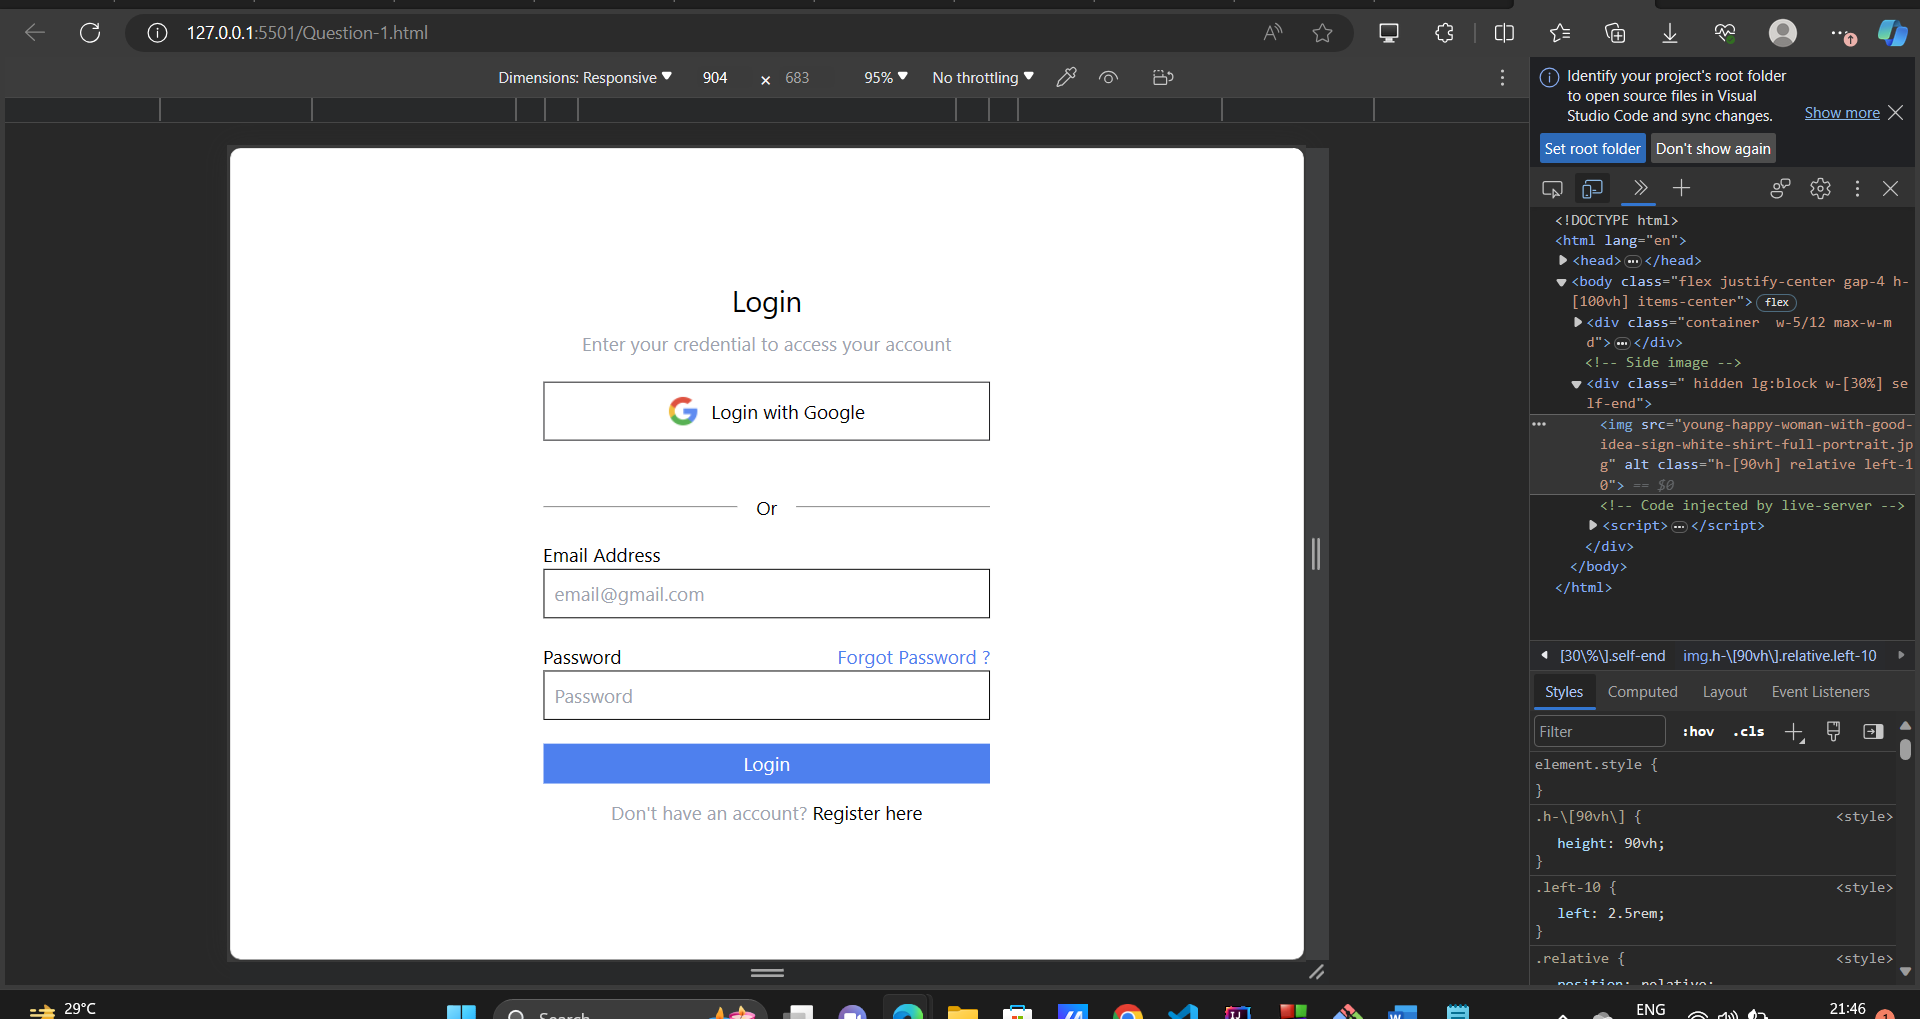 127.0.0.1:5501/Question-1.html
Dimensions: Responsive 904 × 683 95% No throttling
Login
Enter your credential to access your account
Login with Google
Or
Email Address
email@gmail.com
Password Forgot Password ?
Password
Login
Don't have an account? Register here
Identify your project's root folder
to open source files in Visual
Studio Code and sync changes.
Show more
Set root folder Don't show again
<!DOCTYPE html>
<html lang="en">
<head> ••• </head>
<body class="flex justify-center gap-4 h-
[100vh] items-center"> flex
<div class="container  w-5/12 max-w-m
d"> ••• </div>
<!-- Side image -->
<div class=" hidden lg:block w-[30%] se
lf-end">
••• <img src="young-happy-woman-with-good-
idea-sign-white-shirt-full-portrait.jp
g" alt class="h-[90vh] relative left-1
0"> == $0
<!-- Code injected by live-server -->
<script> ••• </script>
</div>
</body>
</html>
[30\%\].self-end img.h-\[90vh\].relative.left-10
Styles Computed Layout Event Listeners
Filter :hov .cls
element.style {
}
.h-\[90vh\] { <style>
height: 90vh;
}
.left-10 { <style>
left: 2.5rem;
}
.relative { <style>
position: relative;
29°C
Search
ENG
21:46
1